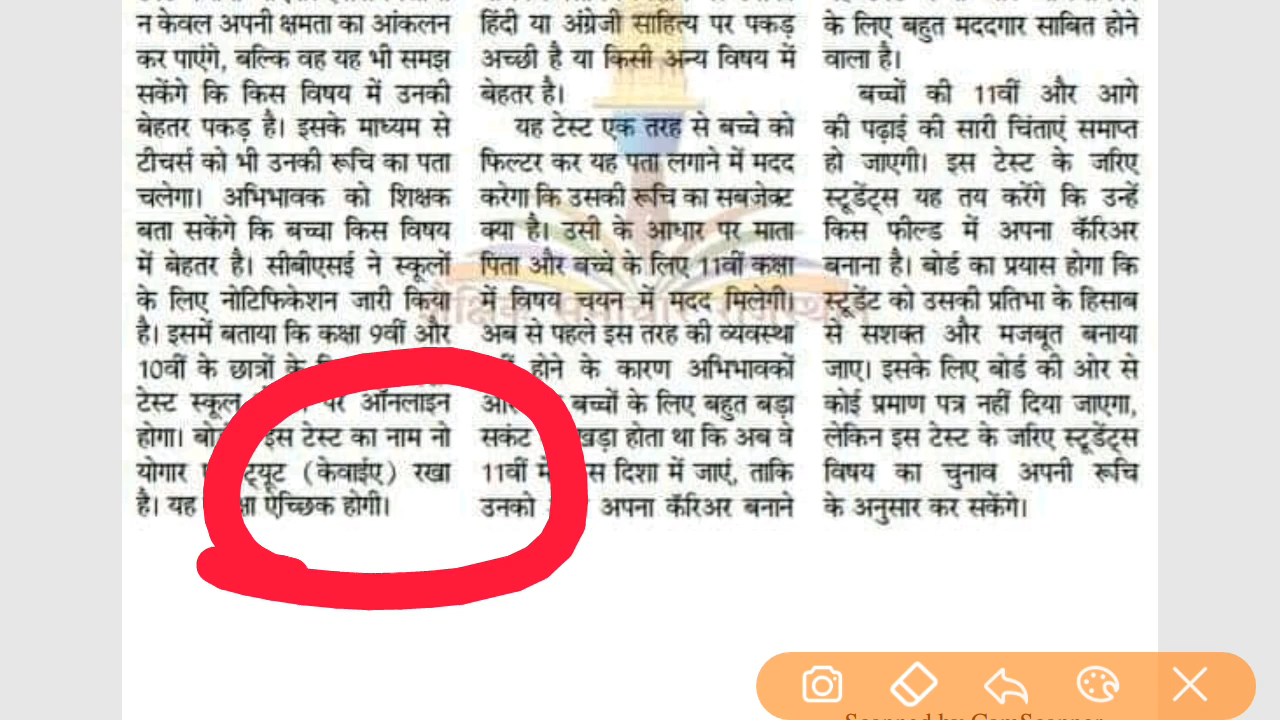 न केवल अपनी क्षमता का आंकलन
कर पाएंगे, बल्कि वह यह भी समझ
सकेंगे कि किस विषय में उनकी
बेहतर पकड़ है। इसके माध्यम से
टीचर्स को भी उनकी रूचि का पता
चलेगा। अभिभावक को शिक्षक
बता सकेंगे कि बच्चा किस विषय
में बेहतर है। सीबीएसई ने स्कूलों
के लिए नोटिफिकेशन जारी किया
है। इसमें बताया कि कक्षा 9वीं और
10वीं के छात्रों के
टेस्ट स्कूल पर ऑनलाइन
होगा। इस टेस्ट का नाम नो
योगार (केवाईए) रखा
है। यह ऐच्छिक होगी।
हिंदी या अंग्रेजी साहित्य पर पकड़
अच्छी है या किसी अन्य विषय में
बेहतर है।
यह टेस्ट एक तरह से बच्चे को
फिल्टर कर यह पता लगाने में मदद
करेगा कि उसकी रूचि का सबजेक्ट
क्या है। उसी के आधार पर माता
पिता और बच्चे के लिए 11वीं कक्षा
में विषय चयन में मदद मिलेगी।
अब से पहले इस तरह की व्यवस्था
होने के कारण अभिभावकों
बच्चों के लिए बहुत बड़ा
सकंट खड़ा होता था कि अब वे
11वीं दिशा में जाएं, ताकि
उनको अपना कॅरिअर बनाने
के लिए बहुत मददगार साबित होने
वाला है।
बच्चों की 11वीं और आगे
की पढ़ाई की सारी चिंताएं समाप्त
हो जाएगी। इस टेस्ट के जरिए
स्टूडेंट्स यह तय करेंगे कि उन्हें
किस फील्ड में अपना कॅरिअर
बनाना है। बोर्ड का प्रयास होगा कि
स्टूडेंट को उसकी प्रतिभा के हिसाब
से सशक्त और मजबूत बनाया
जाए। इसके लिए बोर्ड की ओर से
कोई प्रमाण पत्र नहीं दिया जाएगा,
लेकिन इस टेस्ट के जरिए स्टूडेंट्स
विषय का चुनाव अपनी रूचि
के अनुसार कर सकेंगे।
Scanned by CamScanner